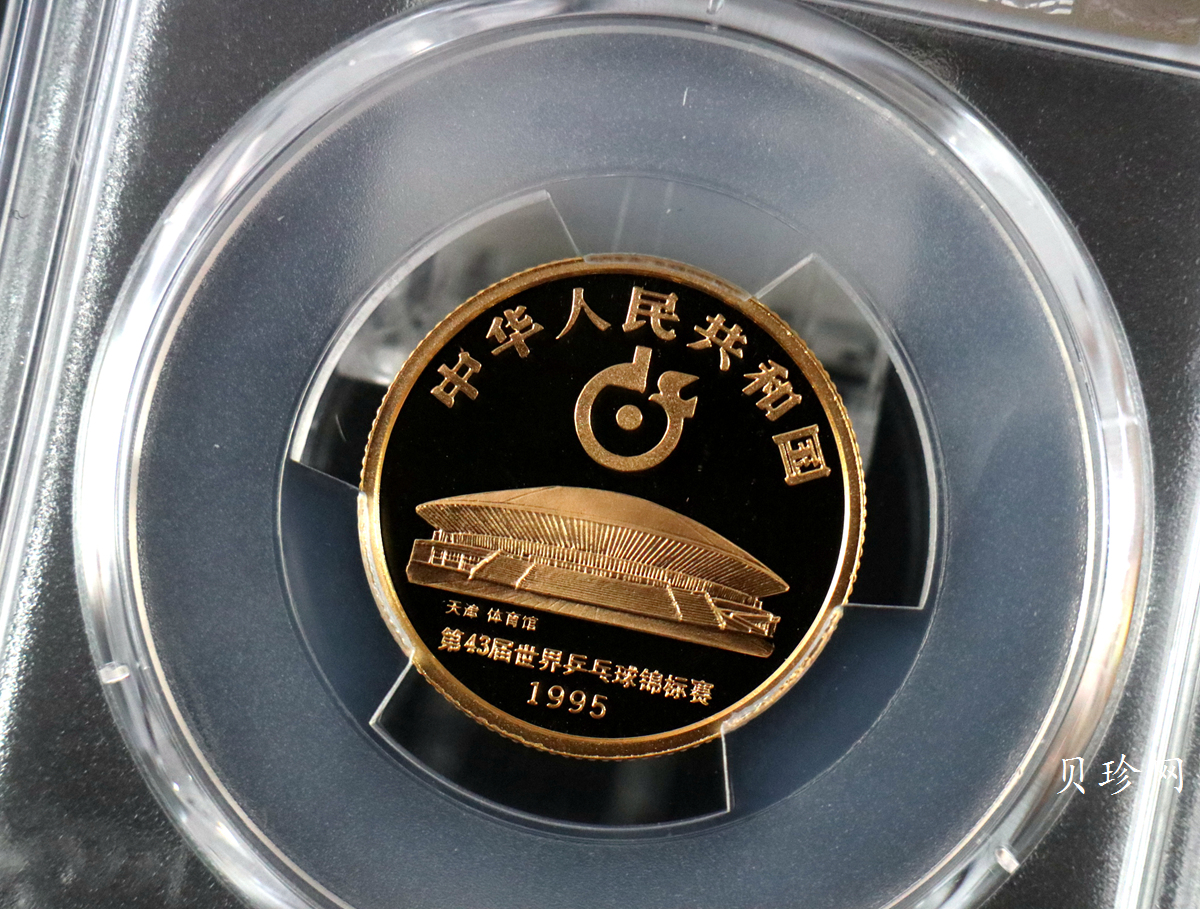 中华人民共和国
天津 体育馆
第43届世界乒乓球锦标赛
1995
贝珍网